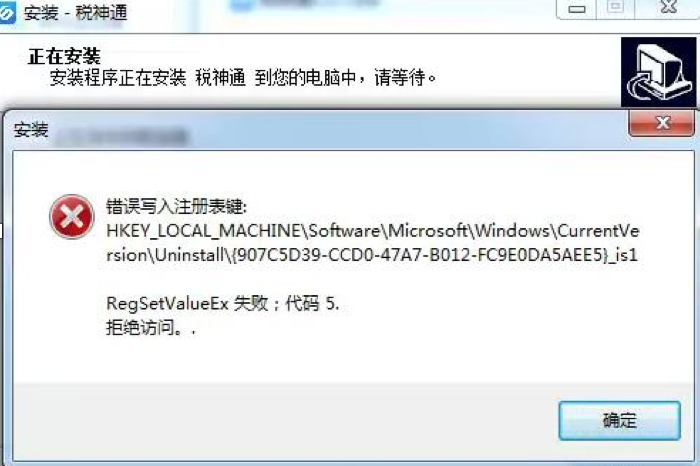 安装 - 税神通
正在安装
安装程序正在安装 税神通 到您的电脑中，请等待。
安装
错误写入注册表键:
HKEY_LOCAL_MACHINE\Software\Microsoft\Windows\CurrentVe
rsion\Uninstall\{907C5D39-CCD0-47A7-B012-FC9E0DA5AEE5}_is1
RegSetValueEx 失败；代码 5.
拒绝访问。.
确定